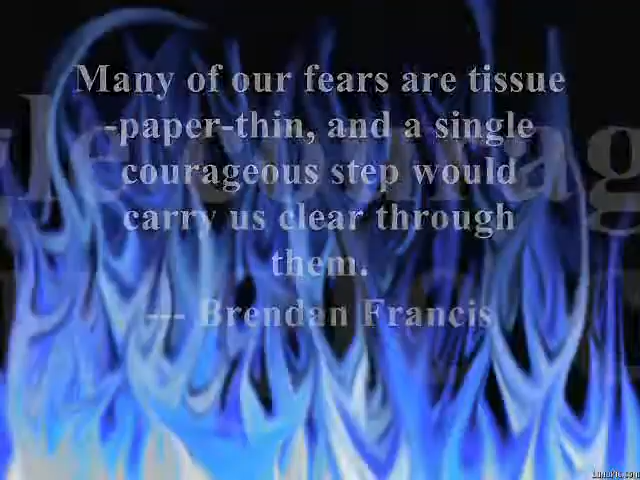 Many of our fears are tissue
-paper-thin, and a single
courageous step would
carry us clear through
them.
--- Brendan Francis